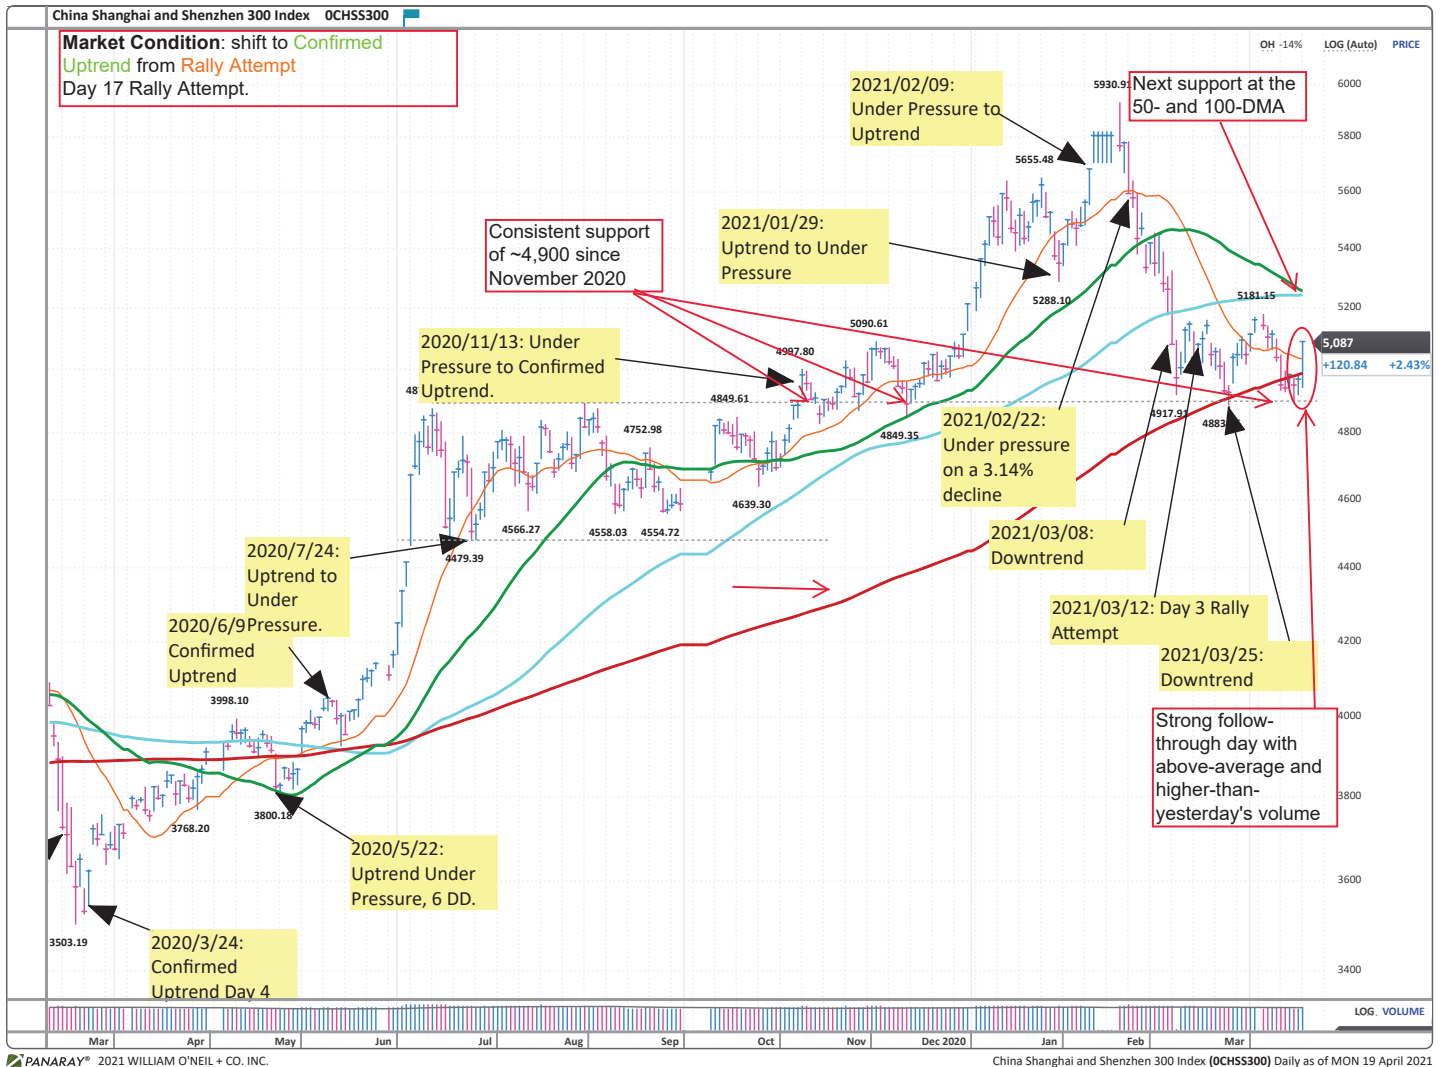 China Shanghai and Shenzhen 300 Index 0CHSS300
Market Condition: shift to Confirmed
Uptrend from Rally Attempt
Day 17 Rally Attempt.
OH -14% LOG (Auto) PRICE
2021/02/09:
Under Pressure to
Uptrend
5930.91
Next support at the
50- and 100-DMA
6000
5800
5600
5400
5200
5,087
+120.84 +2.43%
4800
4600
4400
4200
4000
3800
3600
3400
5655.48
Consistent support
of ~4,900 since
November 2020
2021/01/29:
Uptrend to Under
Pressure
5288.10
5181.15
5090.61
2020/11/13: Under
Pressure to Confirmed
Uptrend.
4997.80
4849.61
4849.35
4752.98
4639.30
4566.27
4558.03
4554.72
4479.39
2021/02/22:
Under pressure
on a 3.14%
decline
4917.91
4883
2021/03/08:
Downtrend
2021/03/12: Day 3 Rally
Attempt
2021/03/25:
Downtrend
Strong follow-
through day with
above-average and
higher-than-
yesterday's volume
2020/7/24:
Uptrend to
Under
Pressure.
2020/6/9
Confirmed
Uptrend
3998.10
3768.20
3800.18
2020/5/22:
Uptrend Under
Pressure, 6 DD.
3503.19
2020/3/24:
Confirmed
Uptrend Day 4
LOG VOLUME
Mar Apr May Jun Jul Aug Sep Oct Nov Dec 2020 Jan Feb Mar
PANARAY® 2021 WILLIAM O'NEIL + CO. INC.
China Shanghai and Shenzhen 300 Index (0CHSS300) Daily as of MON 19 April 2021